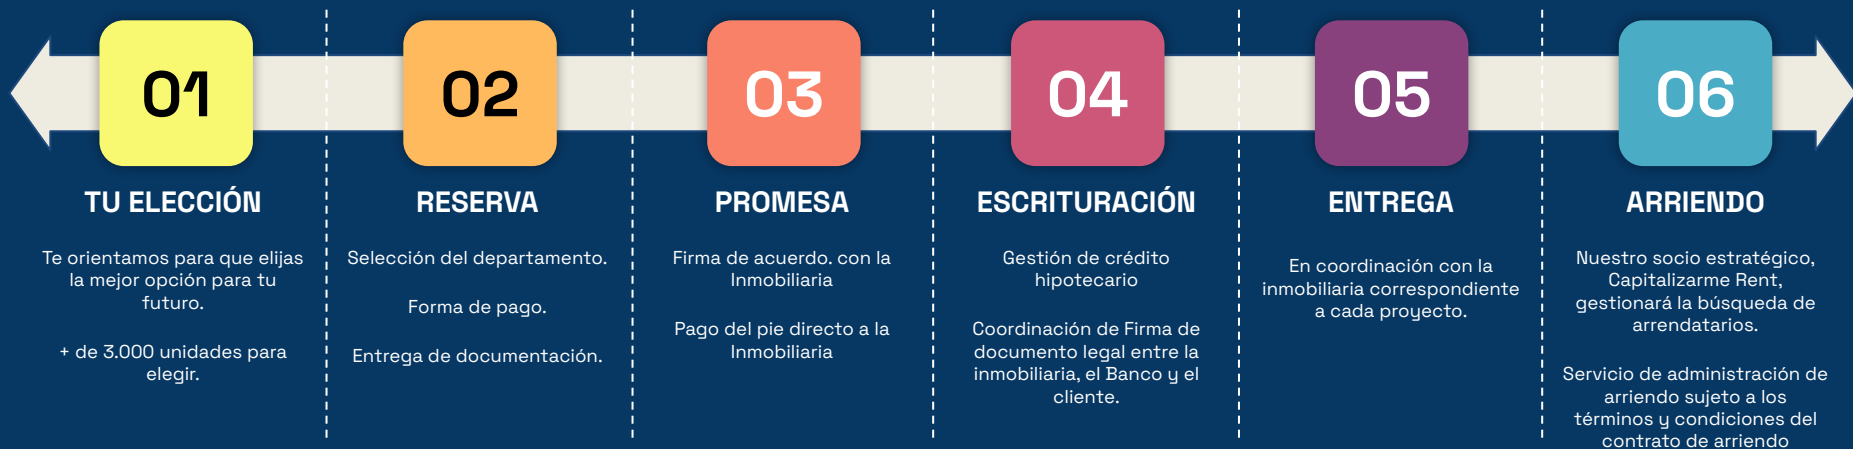 01
TU ELECCIÓN
Te orientamos para que elijas
la mejor opción para tu
futuro.
+ de 3.000 unidades para
elegir.
02
RESERVA
Selección del departamento.
Forma de pago.
Entrega de documentación.
03
PROMESA
Firma de acuerdo. con la
Inmobiliaria
Pago del pie directo a la
Inmobiliaria
04
ESCRITURACIÓN
Gestión de crédito
hipotecario
Coordinación de Firma de
documento legal entre la
inmobiliaria, el Banco y el
cliente.
05
ENTREGA
En coordinación con la
inmobiliaria correspondiente
a cada proyecto.
06
ARRIENDO
Nuestro socio estratégico,
Capitalizarme Rent,
gestionará la búsqueda de
arrendatarios.
Servicio de administración de
arriendo sujeto a los
términos y condiciones del
contrato de arriendo